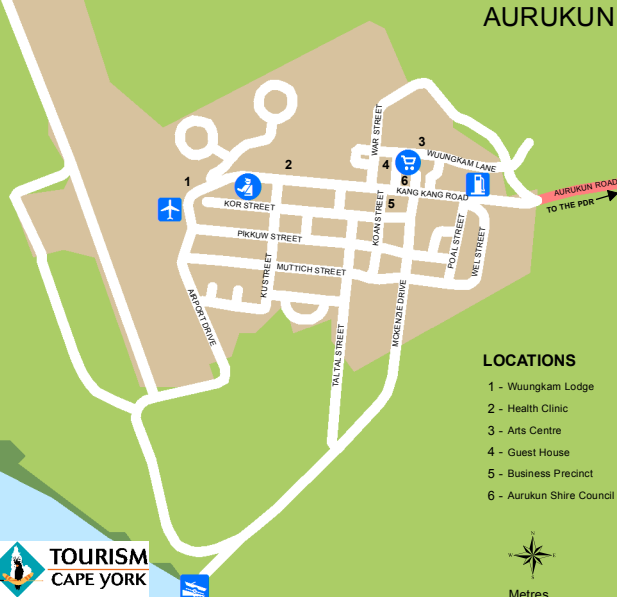 AURUKUN
WAR STREET
3
WUUNGKAM LANE
4
2
1
6
KANG KANG ROAD
AURUKUN ROAD
TO THE PDR
KOR STREET
5
KOAN STREET
PIKKUW STREET
POAL STREET
WEL STREET
KU STREET
MUTTICH STREET
AIRPORT DRIVE
TAL TAL STREET
MCKENZIE DRIVE
LOCATIONS
1 - Wuungkam Lodge
2 - Health Clinic
3 - Arts Centre
4 - Guest House
5 - Business Precinct
6 - Aurukun Shire Council
N
W E
S
TOURISM
CAPE YORK
Metres